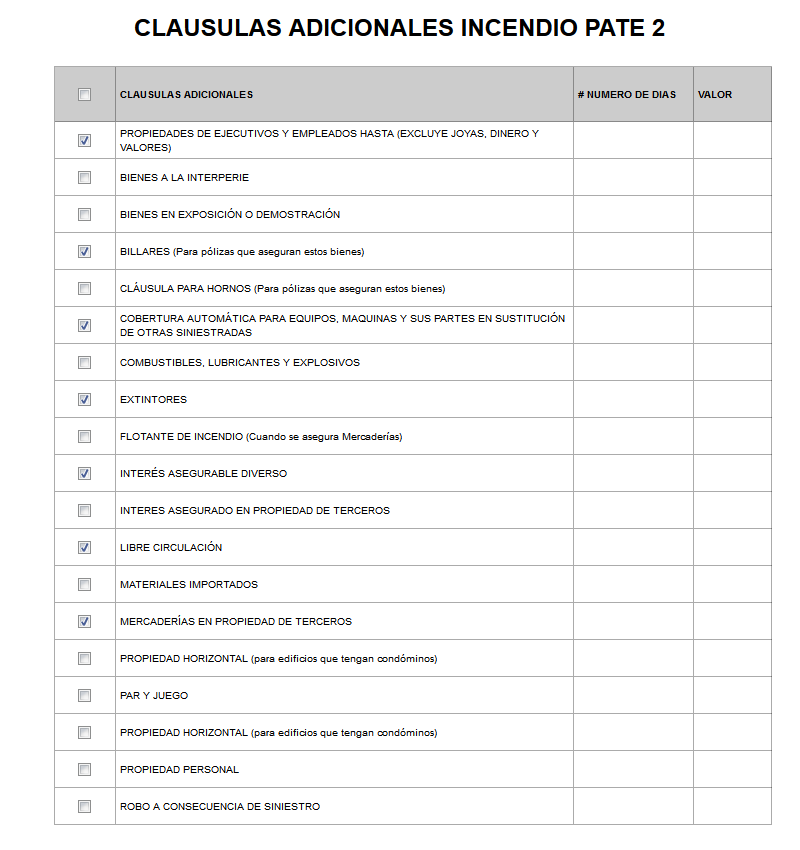 CLAUSULAS ADICIONALES INCENDIO PATE 2
CLAUSULAS ADICIONALES # NUMERO DE DIAS VALOR
PROPIEDADES DE EJECUTIVOS Y EMPLEADOS HASTA (EXCLUYE JOYAS, DINERO Y
VALORES)
BIENES A LA INTERPERIE
BIENES EN EXPOSICIÓN O DEMOSTRACIÓN
BILLARES (Para pólizas que aseguran estos bienes)
CLÁUSULA PARA HORNOS (Para pólizas que aseguran estos bienes)
COBERTURA AUTOMÁTICA PARA EQUIPOS, MAQUINAS Y SUS PARTES EN SUSTITUCIÓN
DE OTRAS SINIESTRADAS
COMBUSTIBLES, LUBRICANTES Y EXPLOSIVOS
EXTINTORES
FLOTANTE DE INCENDIO (Cuando se asegura Mercaderías)
INTERÉS ASEGURABLE DIVERSO
INTERES ASEGURADO EN PROPIEDAD DE TERCEROS
LIBRE CIRCULACIÓN
MATERIALES IMPORTADOS
MERCADERÍAS EN PROPIEDAD DE TERCEROS
PROPIEDAD HORIZONTAL (para edificios que tengan condóminos)
PAR Y JUEGO
PROPIEDAD HORIZONTAL (para edificios que tengan condóminos)
PROPIEDAD PERSONAL
ROBO A CONSECUENCIA DE SINIESTRO